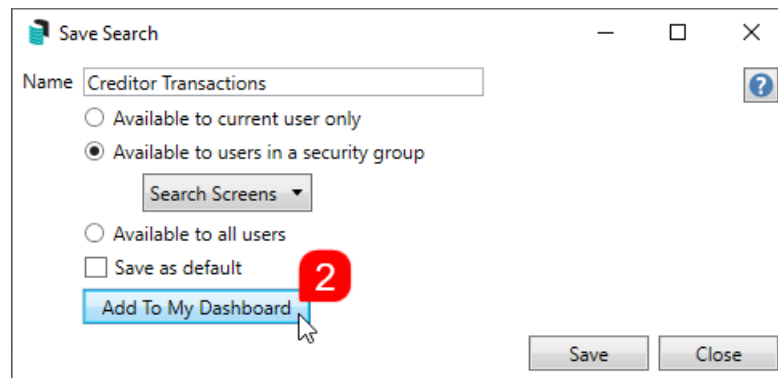 Save Search
Name Creditor Transactions
?
Available to current user only
Available to users in a security group
Search Screens
Available to all users
Save as default
2
Add To My Dashboard
Save Close